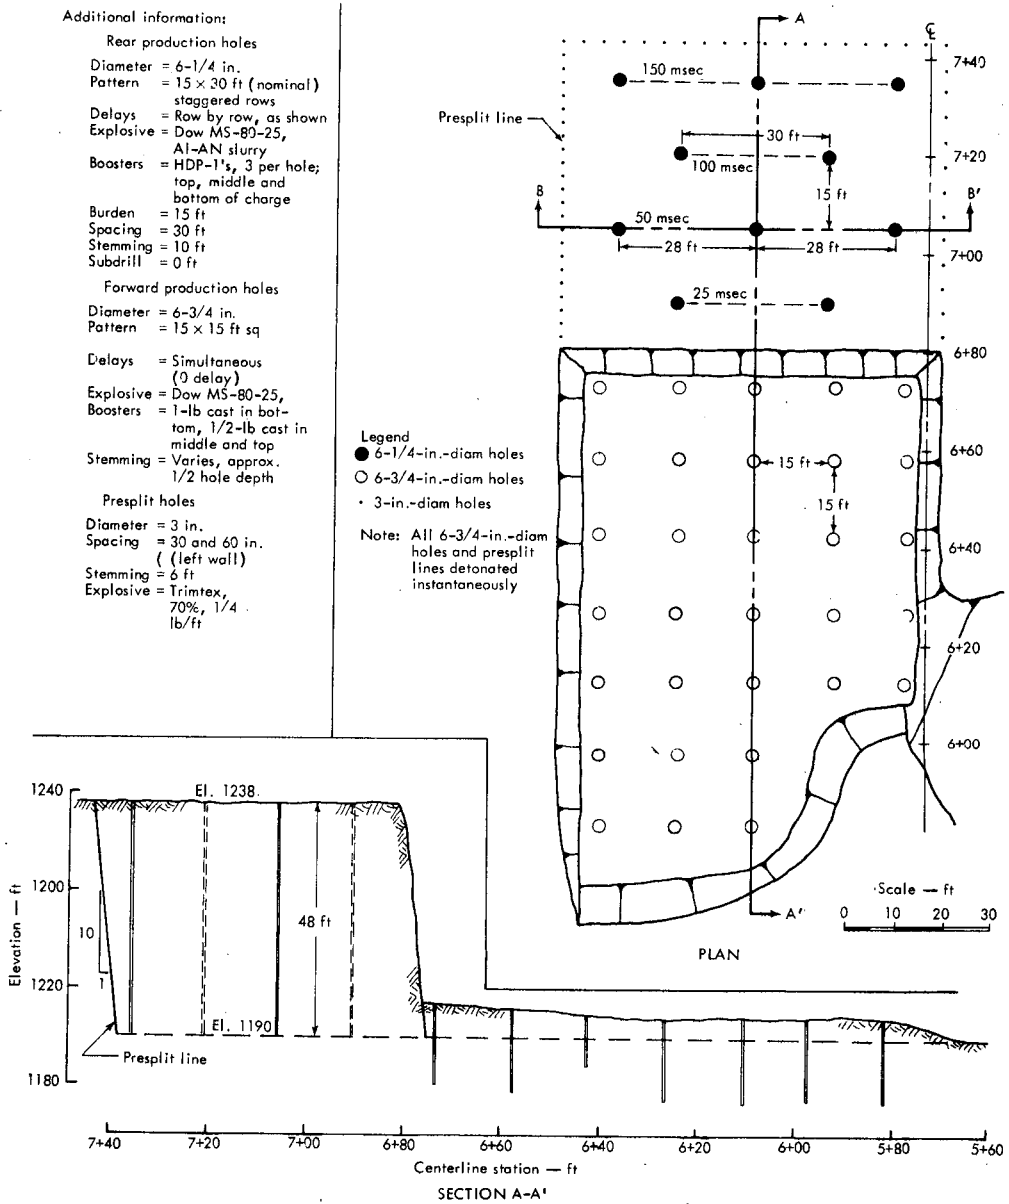 Additional information:
Rear production holes
Diameter = 6-1/4 in.
Pattern = 15 × 30 ft (nominal)
staggered rows
Delays = Row by row, as shown
Explosive = Dow MS-80-25,
Al-AN slurry
Boosters = HDP-1's, 3 per hole;
top, middle and
bottom of charge
Burden = 15 ft
Spacing = 30 ft
Stemming = 10 ft
Subdrill = 0 ft
Forward production holes
Diameter = 6-3/4 in.
Pattern = 15 × 15 ft sq
Delays = Simultaneous
(0 delay)
Explosive = Dow MS-80-25,
Boosters = 1-lb cast in bot-
tom, 1/2-lb cast in
middle and top
Stemming = Varies, approx.
1/2 hole depth
Presplit holes
Diameter = 3 in.
Spacing = 30 and 60 in.
( (left wall)
Stemming = 6 ft
Explosive = Trimtex,
70%, 1/4
lb/ft
A
℄
7+40
150 msec
Presplit line
30 ft
7+20
100 msec
15 ft
B
B'
50 msec
28 ft
28 ft
7+00
25 msec
6+80
Legend
6-1/4-in.-diam holes
6-3/4-in.-diam holes
3-in.-diam holes
Note: All 6-3/4-in.-diam
holes and presplit
lines detonated
instantaneously
6+60
15 ft
15 ft
6+40
6+20
6+00
A'
Scale — ft
0 10 20 30
PLAN
Elevation — ft
1240
1200
1220
1180
El. 1238
48 ft
10
1
El. 1190
Presplit line
7+40 7+20 7+00 6+80 6+40 6+20 6+00 5+80 5+60
Centerline station — ft
SECTION A-A'